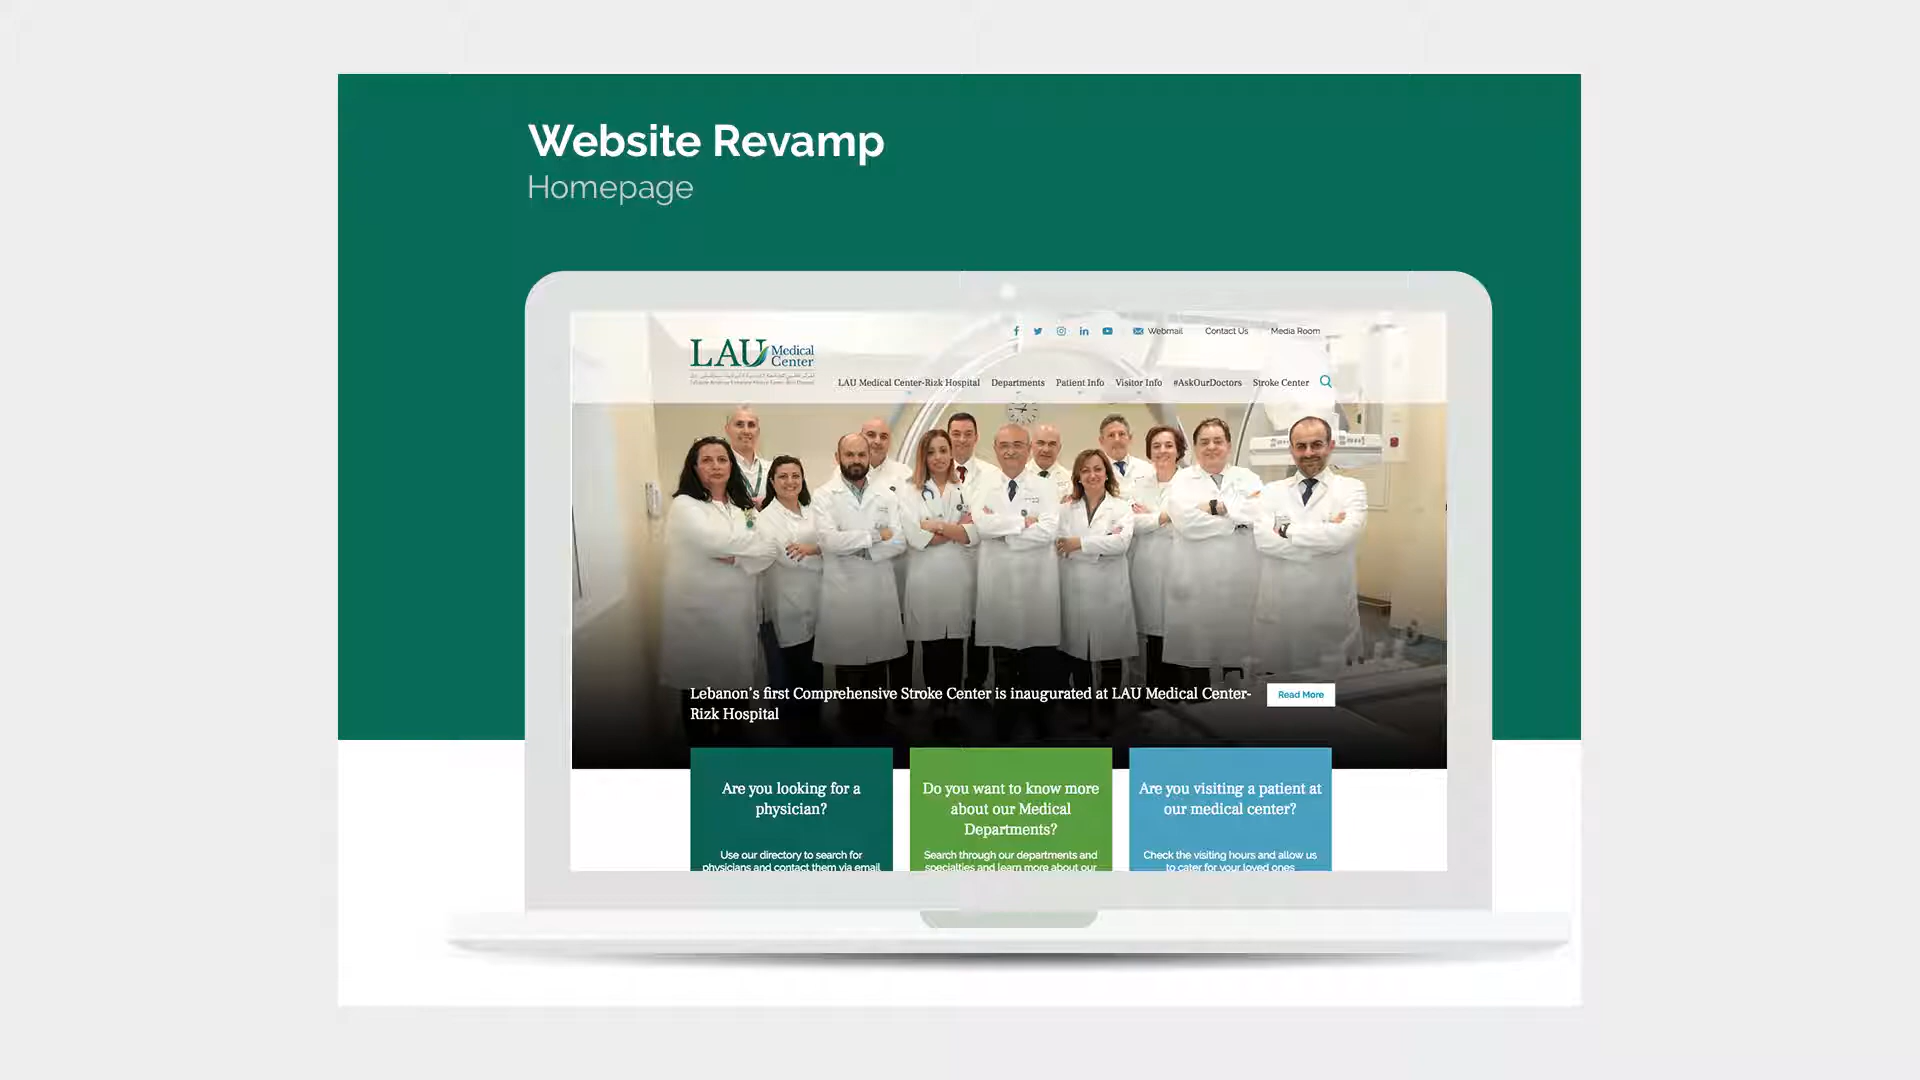 Website Revamp
Homepage
Webmail
Contact Us
Media Room
LAU Medical Center
LAU Medical Center-Rizk Hospital
Departments
Patient Info
Visitor Info
#AskOurDoctors
Stroke Center
Lebanon's first Comprehensive Stroke Center is inaugurated at LAU Medical Center-
Rizk Hospital
Read More
Are you looking for a
physician?
Use our directory to search for
physicians and contact them via email
Do you want to know more
about our Medical
Departments?
Search through our departments and
specialties and learn more about our
Are you visiting a patient at
our medical center?
Check the visiting hours and allow us
to cater for your loved ones